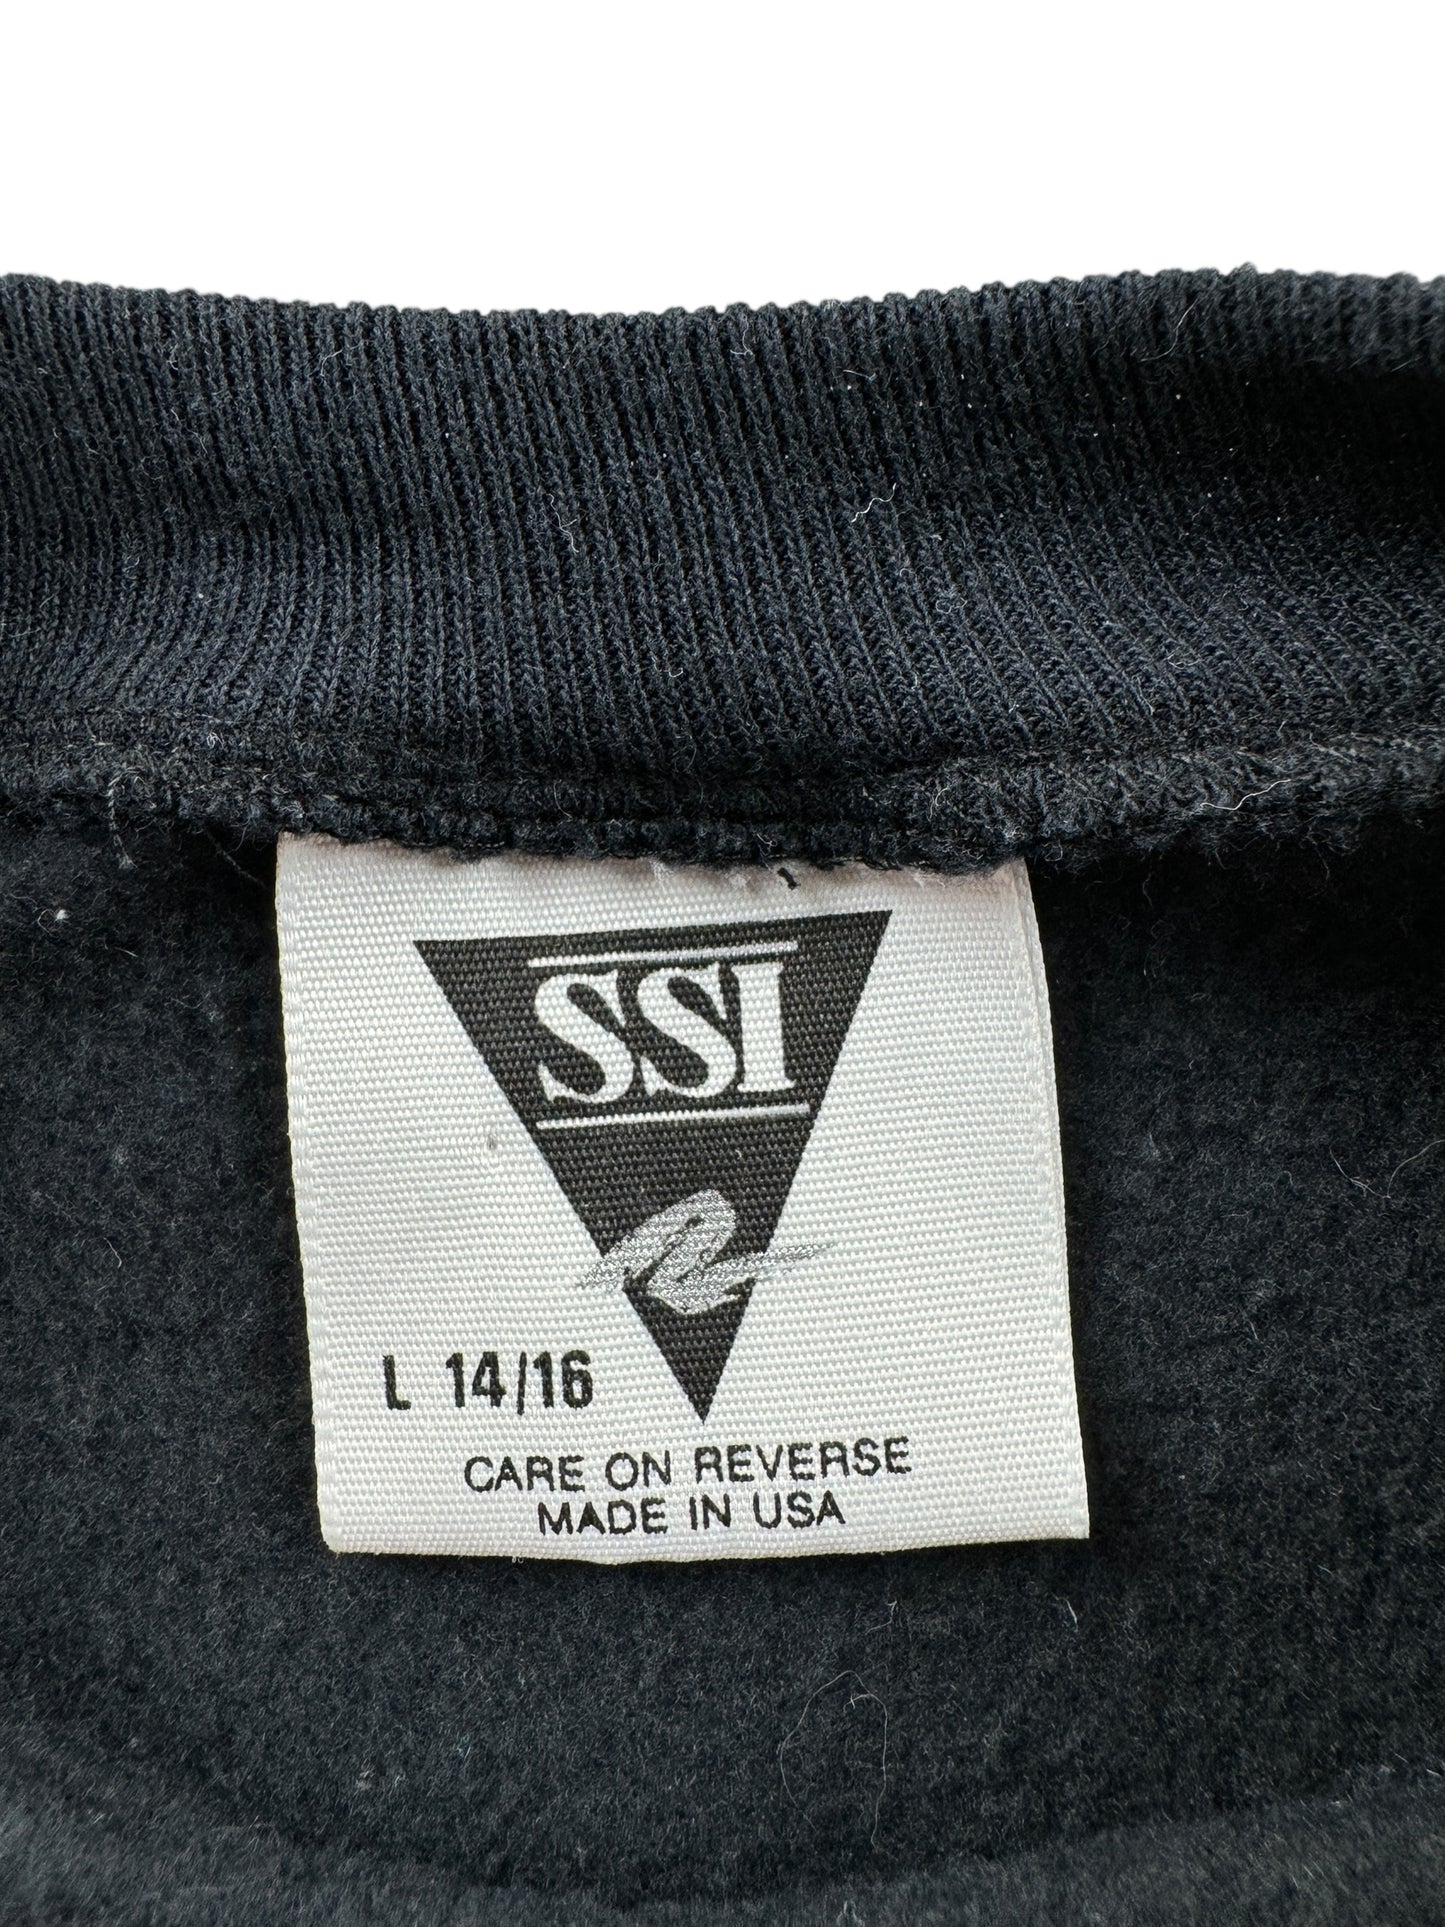 SSI
L 14/16
CARE ON REVERSE
MADE IN USA